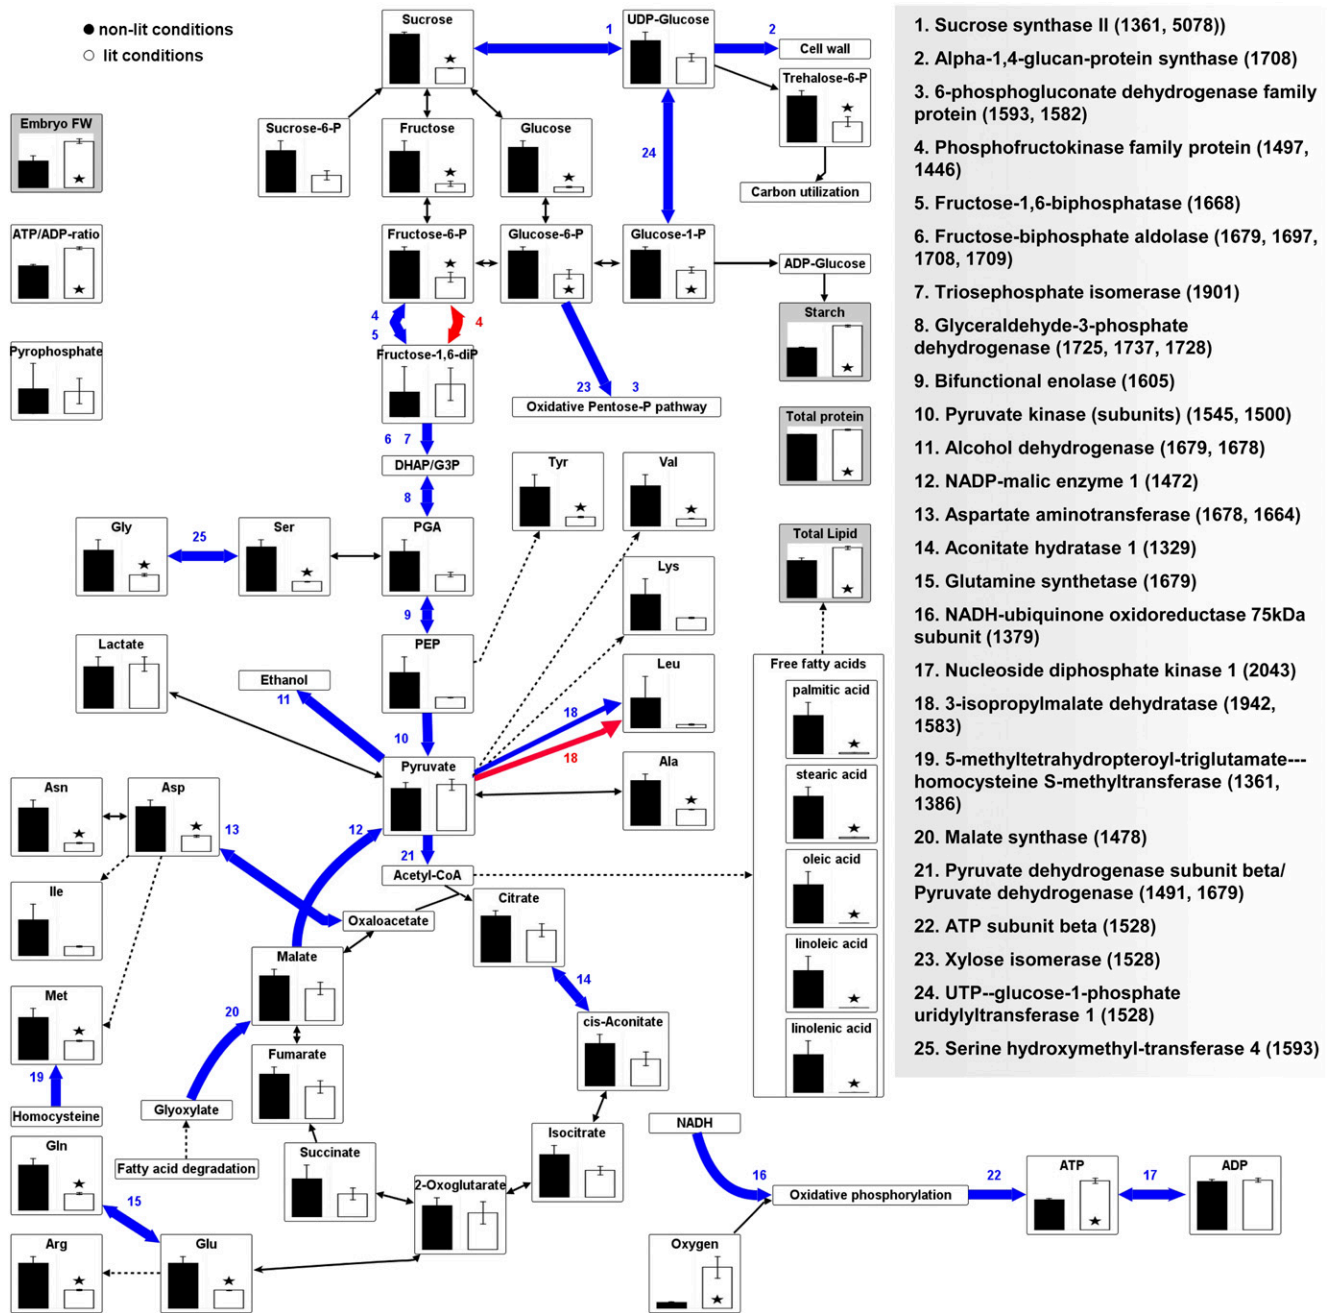 non-lit conditions
lit conditions
Sucrose
1
UDP-Glucose
2
Cell wall
Trehalose-6-P
Embryo FW
Sucrose-6-P
Fructose
Glucose
24
Carbon utilization
ATP/ADP-ratio
Fructose-6-P
Glucose-6-P
Glucose-1-P
ADP-Glucose
Starch
4
5
4
Pyrophosphate
Fructose-1,6-diP
23 3
Oxidative Pentose-P pathway
Total protein
6 7
DHAP/G3P
Tyr
Val
8
Gly
25
Ser
PGA
Total Lipid
Lys
9
Lactate
PEP
Ethanol
11
Leu
Free fatty acids
palmitic acid
10
18
18
Pyruvate
Ala
stearic acid
Asn
Asp
13
12
21
Acetyl-CoA
oleic acid
Ile
Citrate
Oxaloacetate
Malate
linoleic acid
14
Met
20
cis-Aconitate
linolenic acid
Fumarate
19
Homocysteine
Glyoxylate
NADH
Isocitrate
Gln
Fatty acid degradation
Succinate
2-Oxoglutarate
16
Oxidative phosphorylation
22
ATP
17
ADP
15
Arg
Glu
Oxygen
1. Sucrose synthase II (1361, 5078))
2. Alpha-1,4-glucan-protein synthase (1708)
3. 6-phosphogluconate dehydrogenase family
protein (1593, 1582)
4. Phosphofructokinase family protein (1497,
1446)
5. Fructose-1,6-biphosphatase (1668)
6. Fructose-biphosphate aldolase (1679, 1697,
1708, 1709)
7. Triosephosphate isomerase (1901)
8. Glyceraldehyde-3-phosphate
dehydrogenase (1725, 1737, 1728)
9. Bifunctional enolase (1605)
10. Pyruvate kinase (subunits) (1545, 1500)
11. Alcohol dehydrogenase (1679, 1678)
12. NADP-malic enzyme 1 (1472)
13. Aspartate aminotransferase (1678, 1664)
14. Aconitate hydratase 1 (1329)
15. Glutamine synthetase (1679)
16. NADH-ubiquinone oxidoreductase 75kDa
subunit (1379)
17. Nucleoside diphosphate kinase 1 (2043)
18. 3-isopropylmalate dehydratase (1942,
1583)
19. 5-methyltetrahydropteroyl-triglutamate---
homocysteine S-methyltransferase (1361,
1386)
20. Malate synthase (1478)
21. Pyruvate dehydrogenase subunit beta/
Pyruvate dehydrogenase (1491, 1679)
22. ATP subunit beta (1528)
23. Xylose isomerase (1528)
24. UTP--glucose-1-phosphate
uridylyltransferase 1 (1528)
25. Serine hydroxymethyl-transferase 4 (1593)